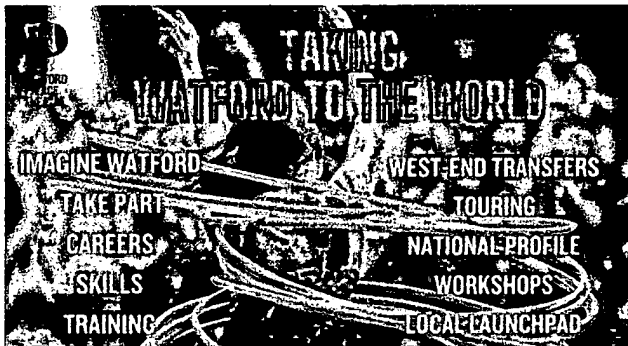 TAKING
WATFORD TO THE WORLD
IMAGINE WATFORD
TAKE PART
CAREERS
SKILLS
TRAINING
WEST-END TRANSFERS
TOURING
NATIONAL PROFILE
WORKSHOPS
LOCAL LAUNCHPAD